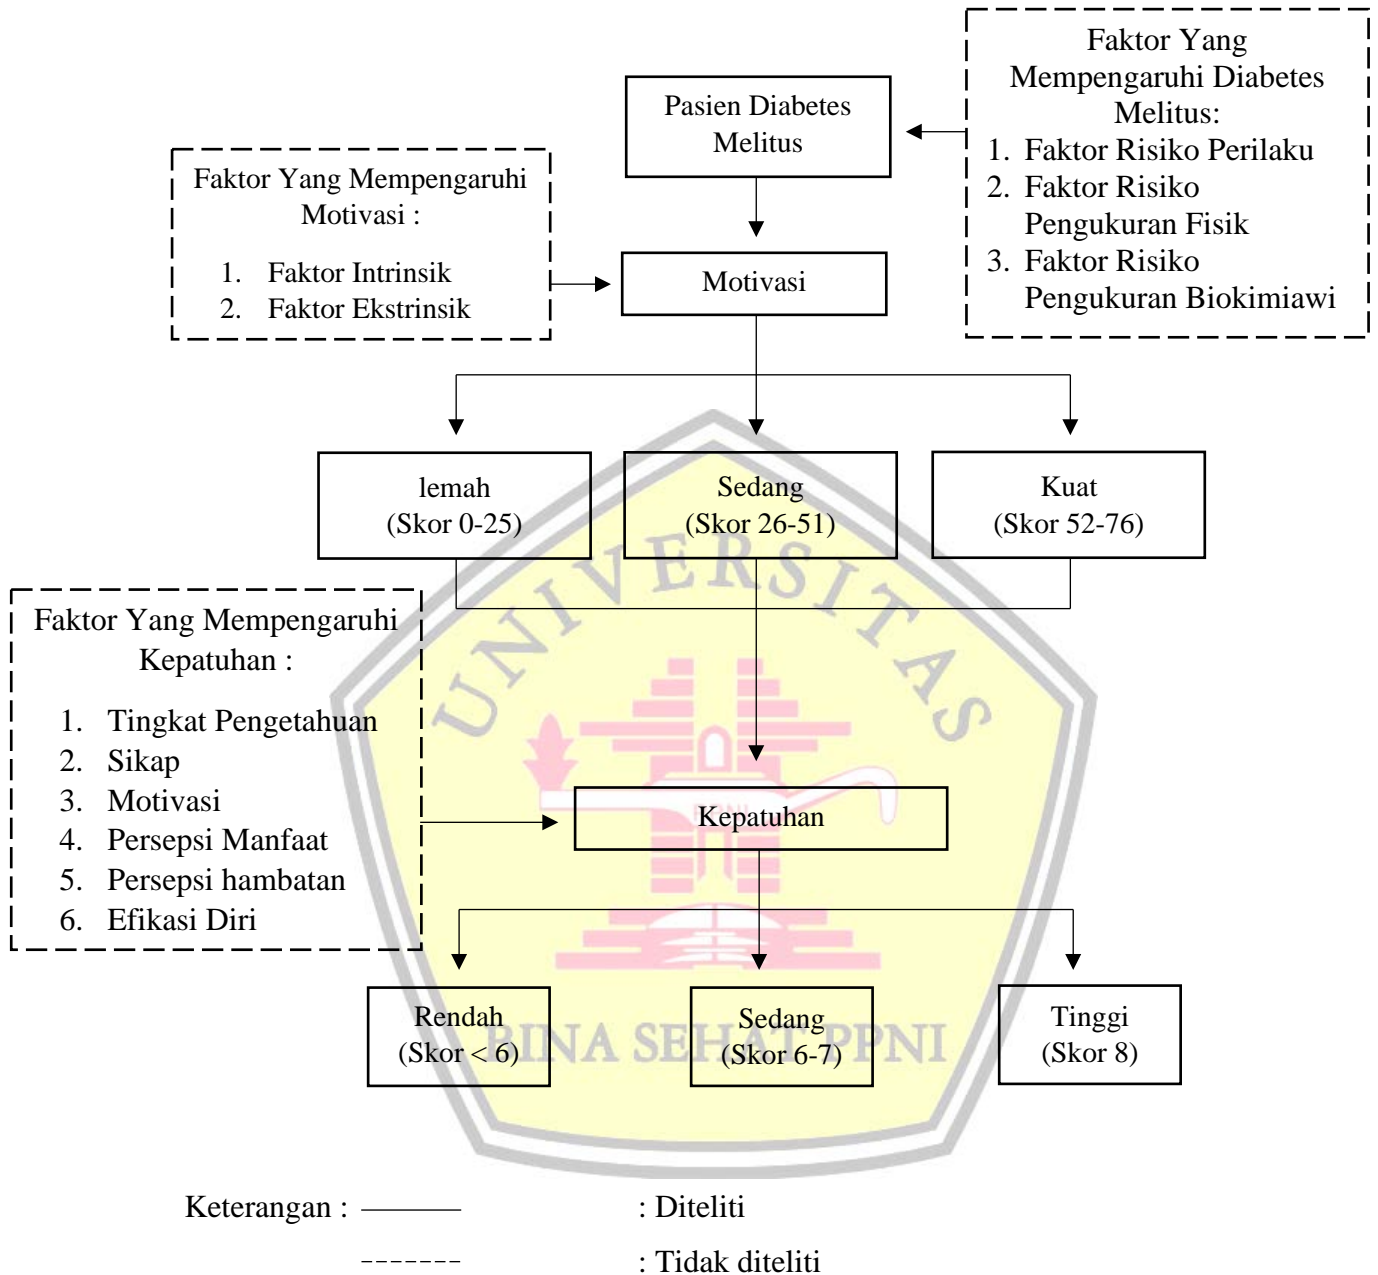 Faktor Yang
Mempengaruhi Diabetes
Melitus:
1. Faktor Risiko Perilaku
2. Faktor Risiko
Pengukuran Fisik
3. Faktor Risiko
Pengukuran Biokimiawi
Pasien Diabetes
Melitus
Faktor Yang Mempengaruhi
Motivasi :
1. Faktor Intrinsik
2. Faktor Ekstrinsik
Motivasi
lemah
(Skor 0-25)
Sedang
(Skor 26-51)
Kuat
(Skor 52-76)
UNIVERSITAS
Faktor Yang Mempengaruhi
Kepatuhan :
1. Tingkat Pengetahuan
2. Sikap
3. Motivasi
4. Persepsi Manfaat
5. Persepsi hambatan
6. Efikasi Diri
PPNI
Kepatuhan
Rendah
(Skor < 6)
Sedang
(Skor 6-7)
Tinggi
(Skor 8)
BINA SEHAT PPNI
Keterangan : : Diteliti
: Tidak diteliti